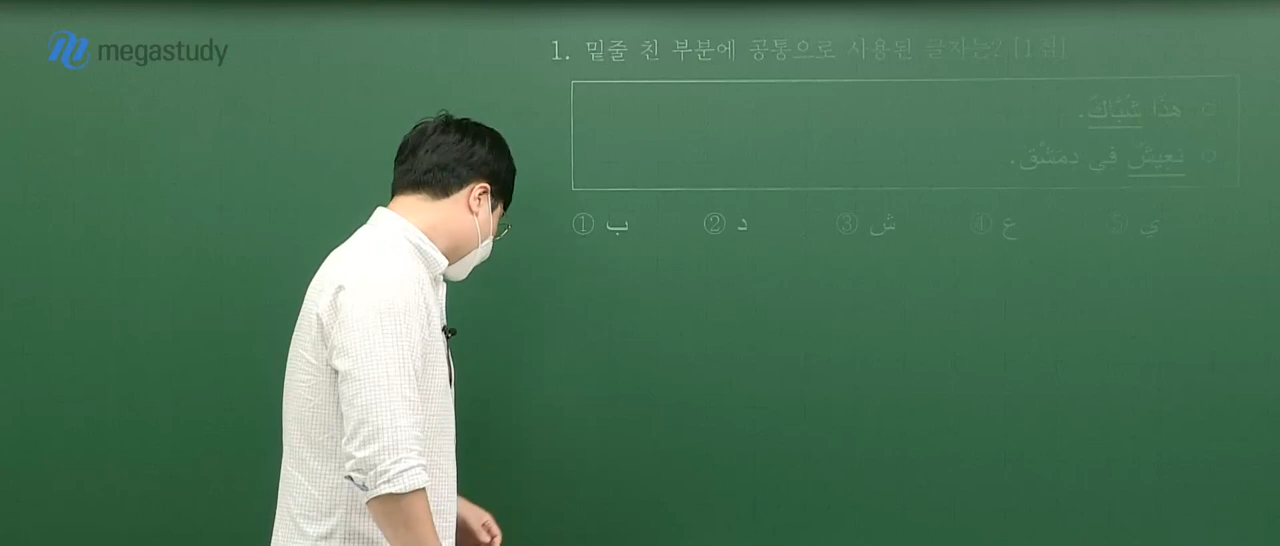 megastudy
1. 밑줄 친 부분에 공통으로 사용된 글자는? [1점]
○ هٰذَا شُبَّاكٌ.
○ نَعِيشُ فِي دِمَشْقَ.
① ب ② د ③ ش ④ ع ⑤ ي